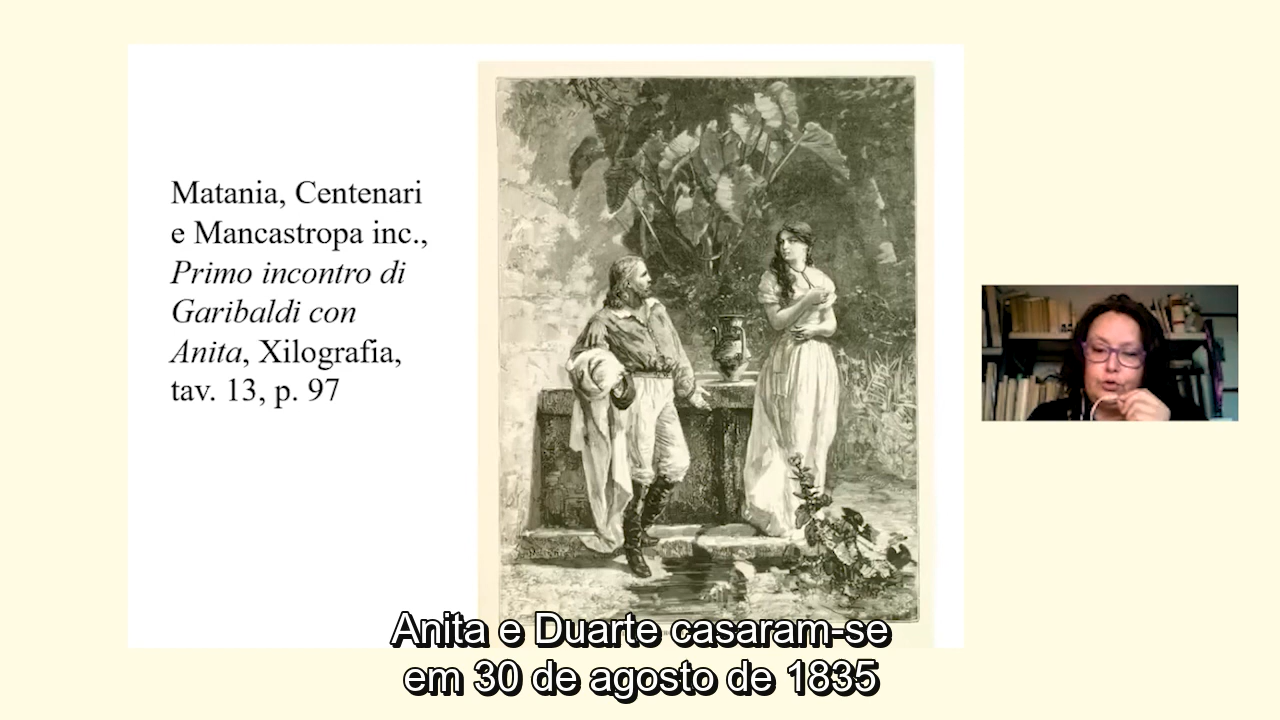 Matania, Centenari
e Mancastropa inc.,
Primo incontro di
Garibaldi con
Anita, Xilografia,
tav. 13, p. 97
Anita e Duarte casaram-se
em 30 de agosto de 1835